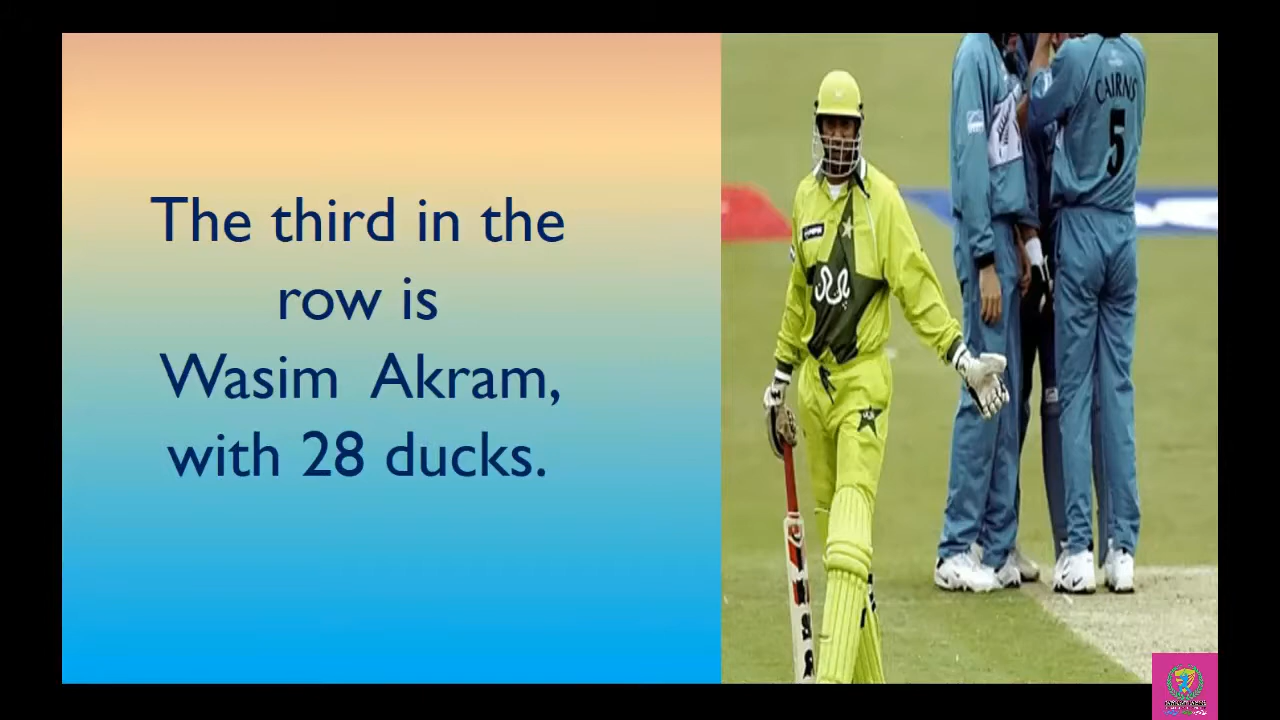 The third in the
row is
Wasim Akram,
with 28 ducks.
CAIRNS
5